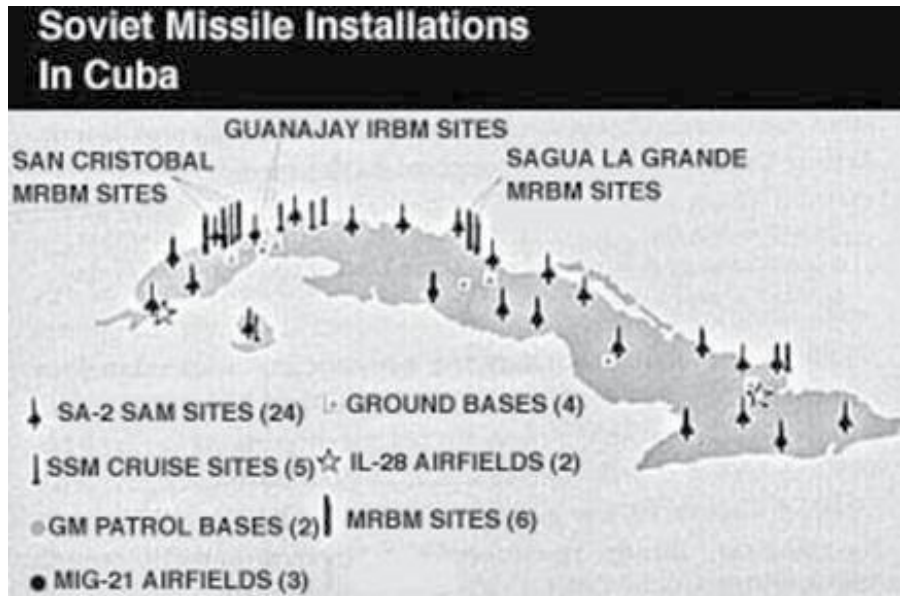 Soviet Missile Installations
In Cuba
GUANAJAY IRBM SITES
SAN CRISTOBAL
MRBM SITES
SAGUA LA GRANDE
MRBM SITES
SA-2 SAM SITES (24)
GROUND BASES (4)
SSM CRUISE SITES (5)
IL-28 AIRFIELDS (2)
GM PATROL BASES (2)
MRBM SITES (6)
MIG-21 AIRFIELDS (3)